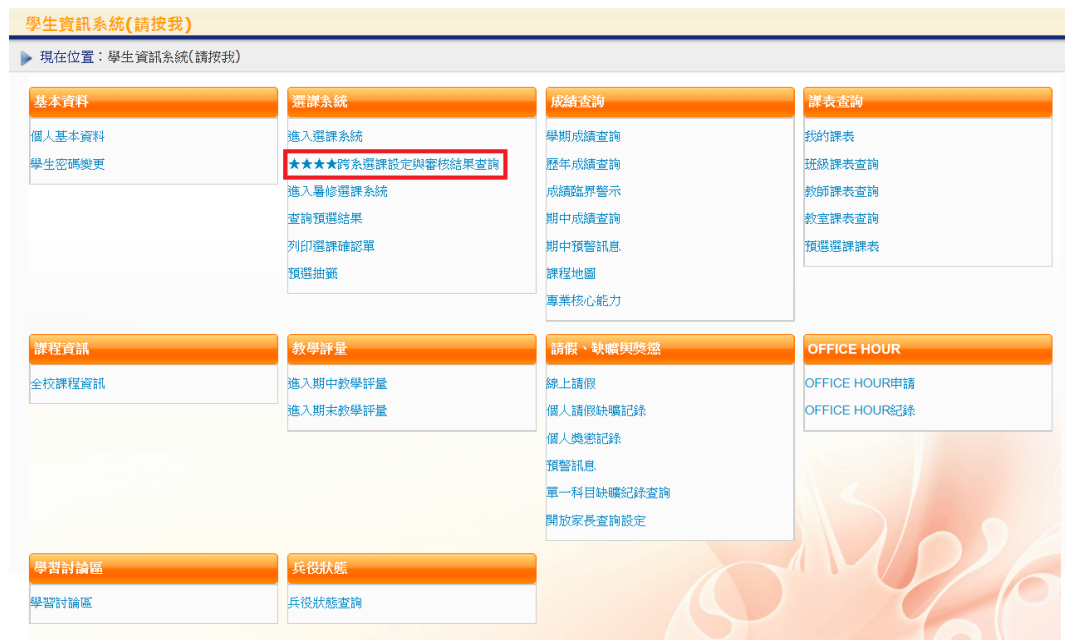 學生資訊系統(請按我)
現在位置：學生資訊系統(請按我)
基本資料
個人基本資料
學生密碼變更
選課系統
進入選課系統
★★★★跨系選課設定與審核結果查詢
進入暑修選課系統
查詢預選結果
列印選課確認單
預選抽籤
成績查詢
學期成績查詢
歷年成績查詢
成績臨界警示
期中成績查詢
期中預警訊息
課程地圖
專業核心能力
課表查詢
我的課表
班級課表查詢
教師課表查詢
教室課表查詢
預選選課課表
課程資訊
全校課程資訊
教學評量
進入期中教學評量
進入期末教學評量
請假、缺曠與獎懲
線上請假
個人請假缺曠記錄
個人獎懲記錄
預警訊息
單一科目缺曠紀錄查詢
開放家長查詢設定
OFFICE HOUR
OFFICE HOUR申請
OFFICE HOUR紀錄
學習討論區
學習討論區
兵役狀態
兵役狀態查詢